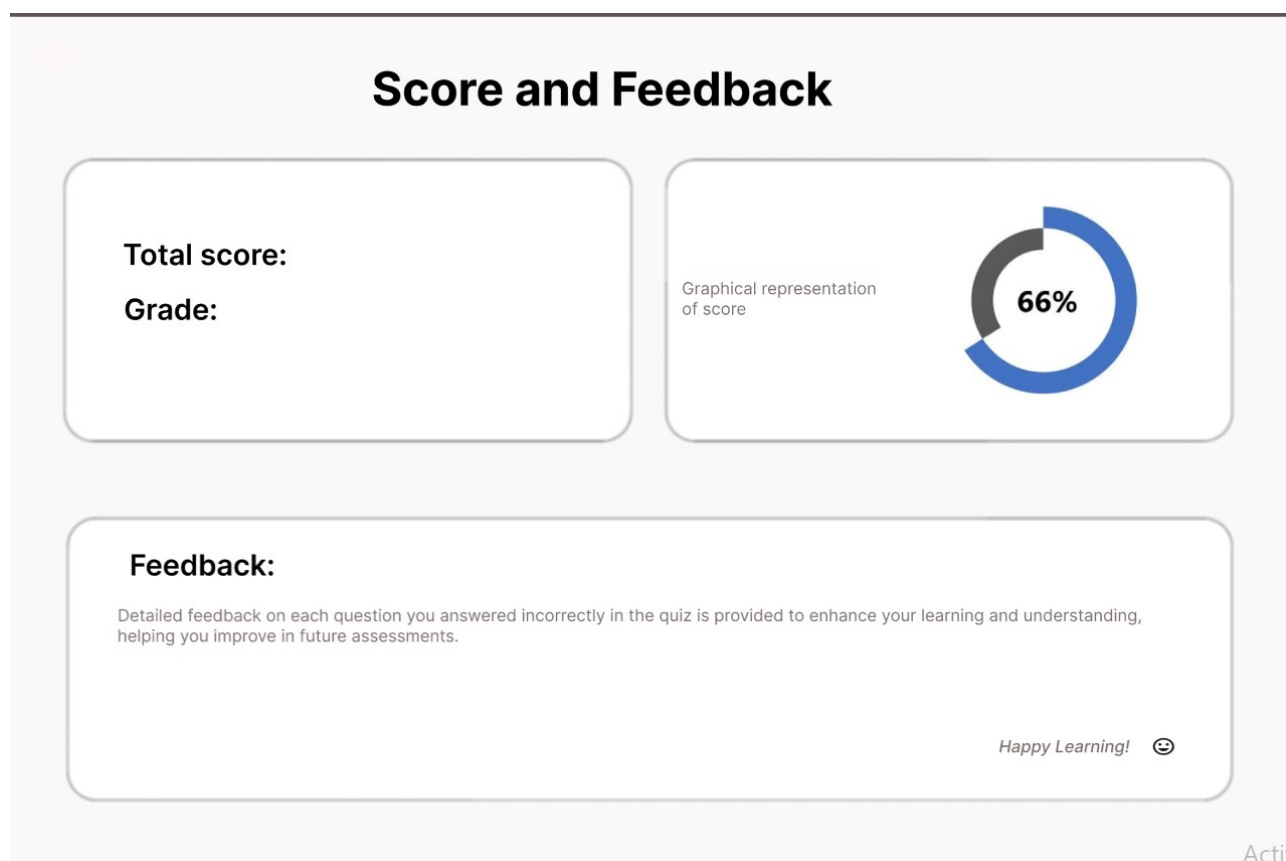 Score and Feedback
Total score:
Grade:
Graphical representation
of score
66%
Feedback:
Detailed feedback on each question you answered incorrectly in the quiz is provided to enhance your learning and understanding,
helping you improve in future assessments.
Happy Learning!
Acti